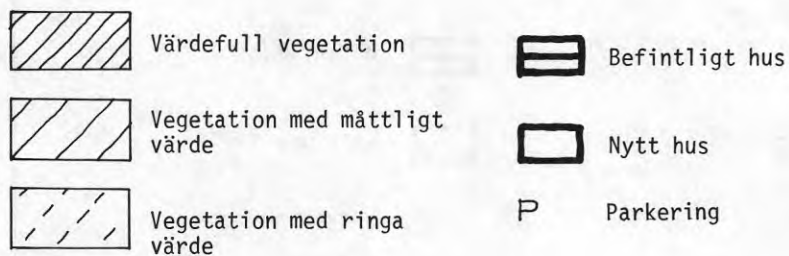 Värdefull vegetation
Vegetation med måttligt
värde
Vegetation med ringa
värde
Befintligt hus
Nytt hus
P Parkering